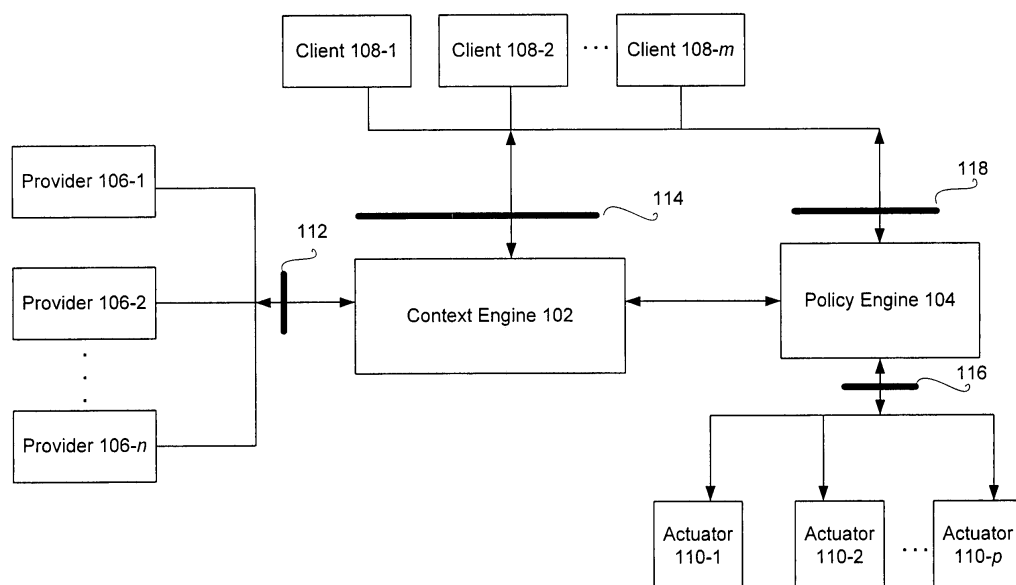 Client 108-1
Client 108-2
...
Client 108-m
Provider 106-1
118
114
112
Provider 106-2
Context Engine 102
Policy Engine 104
116
Provider 106-n
Actuator
110-1
Actuator
110-2
...
Actuator
110-p